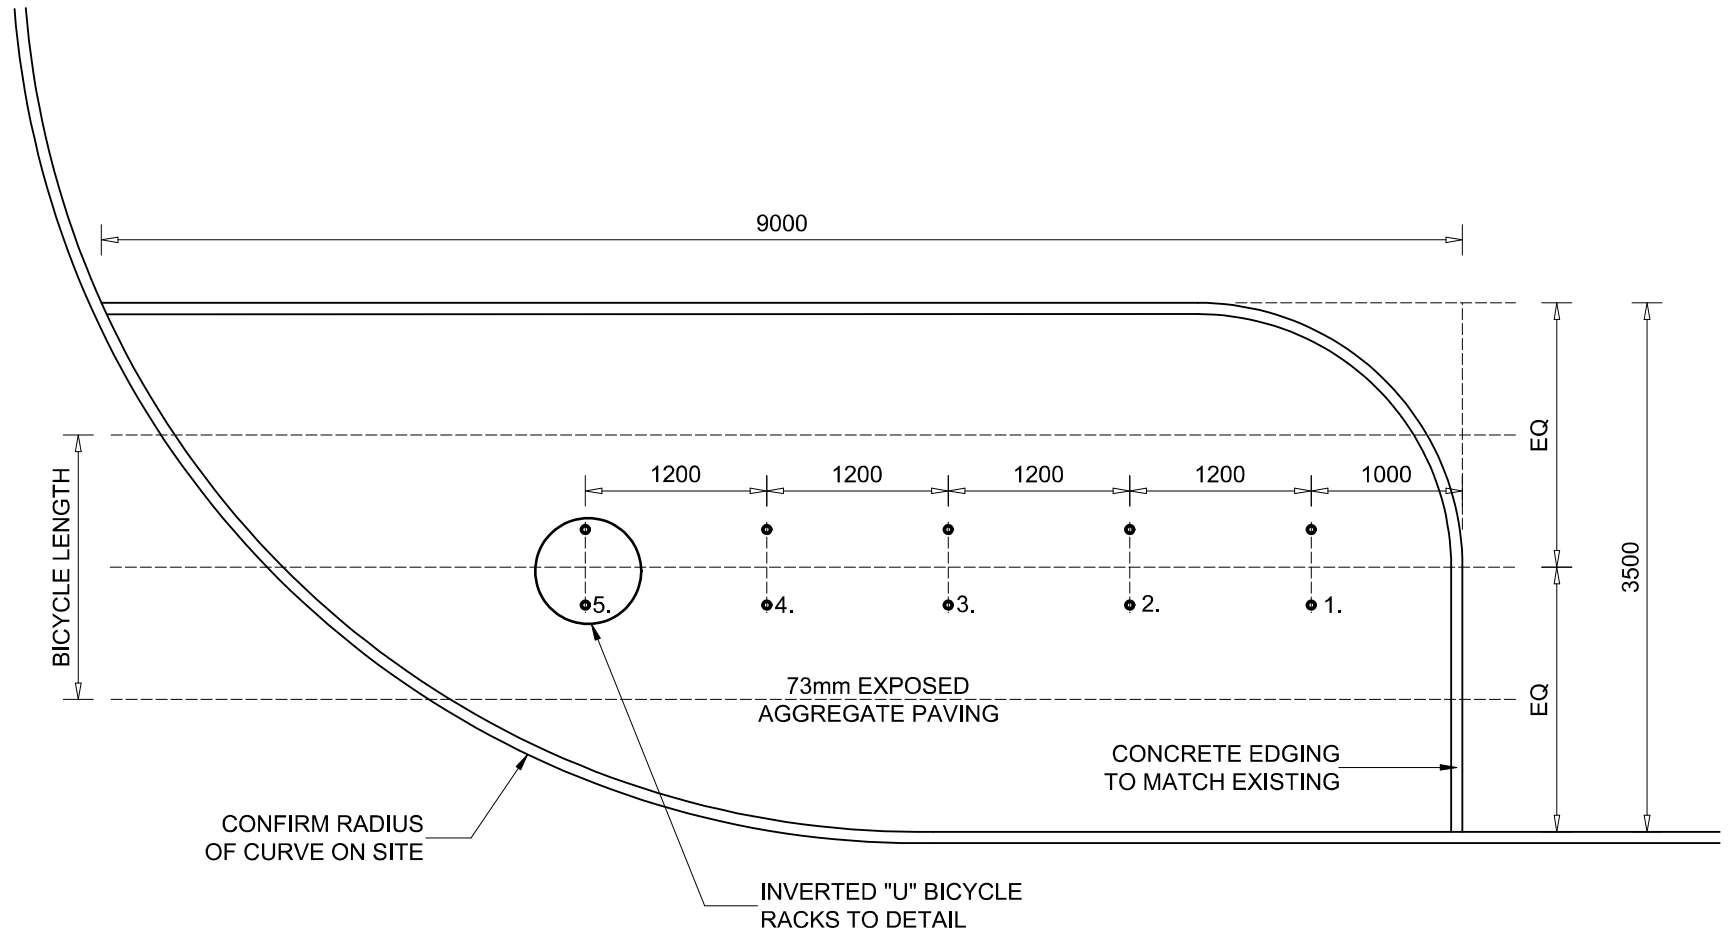 9000
1200
1200
1200
1200
1000
EQ
3500
BICYCLE LENGTH
5.
4.
3.
2.
1.
73mm EXPOSED
AGGREGATE PAVING
EQ
CONCRETE EDGING
TO MATCH EXISTING
CONFIRM RADIUS
OF CURVE ON SITE
INVERTED "U" BICYCLE
RACKS TO DETAIL